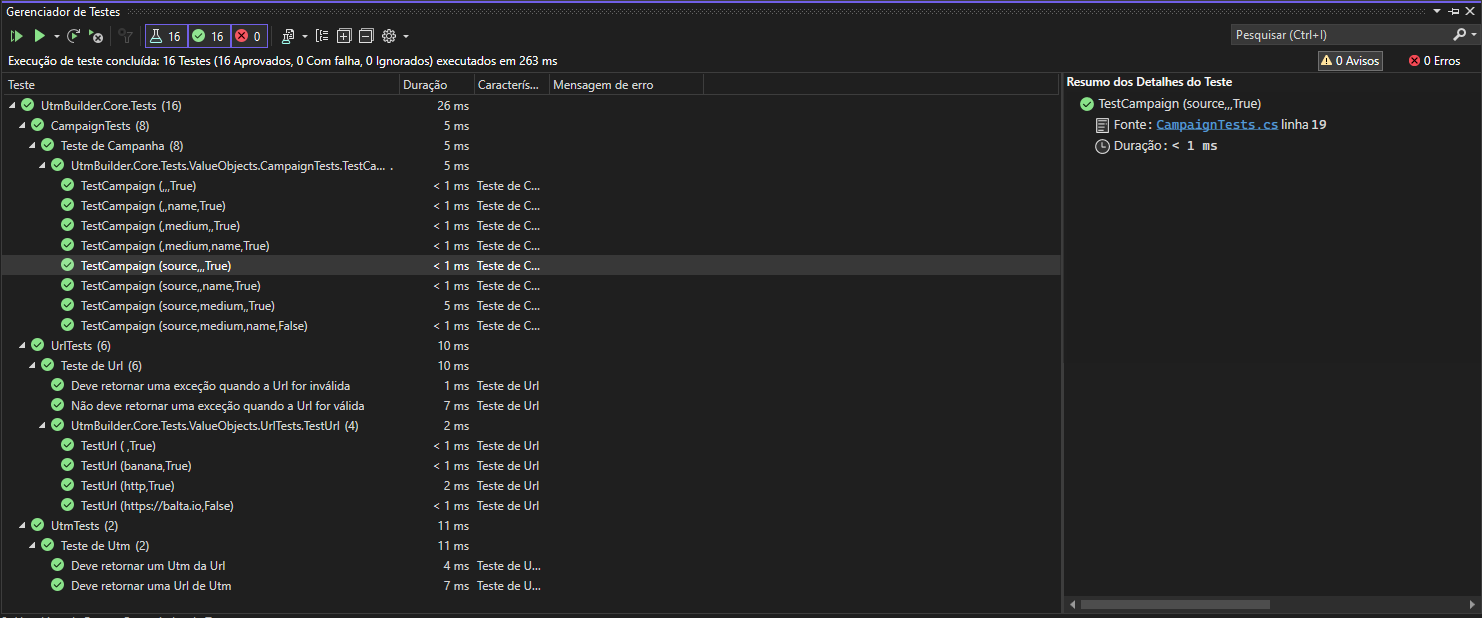 Gerenciador de Testes
16 16 0
Pesquisar (Ctrl+I)
Execução de teste concluída: 16 Testes (16 Aprovados, 0 Com falha, 0 Ignorados) executados em 263 ms
0 Avisos 0 Erros
Teste Duração Caracterís... Mensagem de erro
UtmBuilder.Core.Tests (16) 26 ms
CampaignTests (8) 5 ms
Teste de Campanha (8) 5 ms
UtmBuilder.Core.Tests.ValueObjects.CampaignTests.TestCa... . 5 ms
TestCampaign (,,,True) < 1 ms Teste de C...
TestCampaign (,,name,True) < 1 ms Teste de C...
TestCampaign (,medium,,True) < 1 ms Teste de C...
TestCampaign (,medium,name,True) < 1 ms Teste de C...
TestCampaign (source,,,True) < 1 ms Teste de C...
TestCampaign (source,,name,True) < 1 ms Teste de C...
TestCampaign (source,medium,,True) 5 ms Teste de C...
TestCampaign (source,medium,name,False) < 1 ms Teste de C...
UrlTests (6) 10 ms
Teste de Url (6) 10 ms
Deve retornar uma exceção quando a Url for inválida 1 ms Teste de Url
Não deve retornar uma exceção quando a Url for válida 7 ms Teste de Url
UtmBuilder.Core.Tests.ValueObjects.UrlTests.TestUrl (4) 2 ms
TestUrl ( ,True) < 1 ms Teste de Url
TestUrl (banana,True) < 1 ms Teste de Url
TestUrl (http,True) 2 ms Teste de Url
TestUrl (https://balta.io,False) < 1 ms Teste de Url
UtmTests (2) 11 ms
Teste de Utm (2) 11 ms
Deve retornar um Utm da Url 4 ms Teste de U...
Deve retornar uma Url de Utm 7 ms Teste de U...
Resumo dos Detalhes do Teste
TestCampaign (source,,,True)
Fonte: CampaignTests.cs linha 19
Duração: < 1 ms